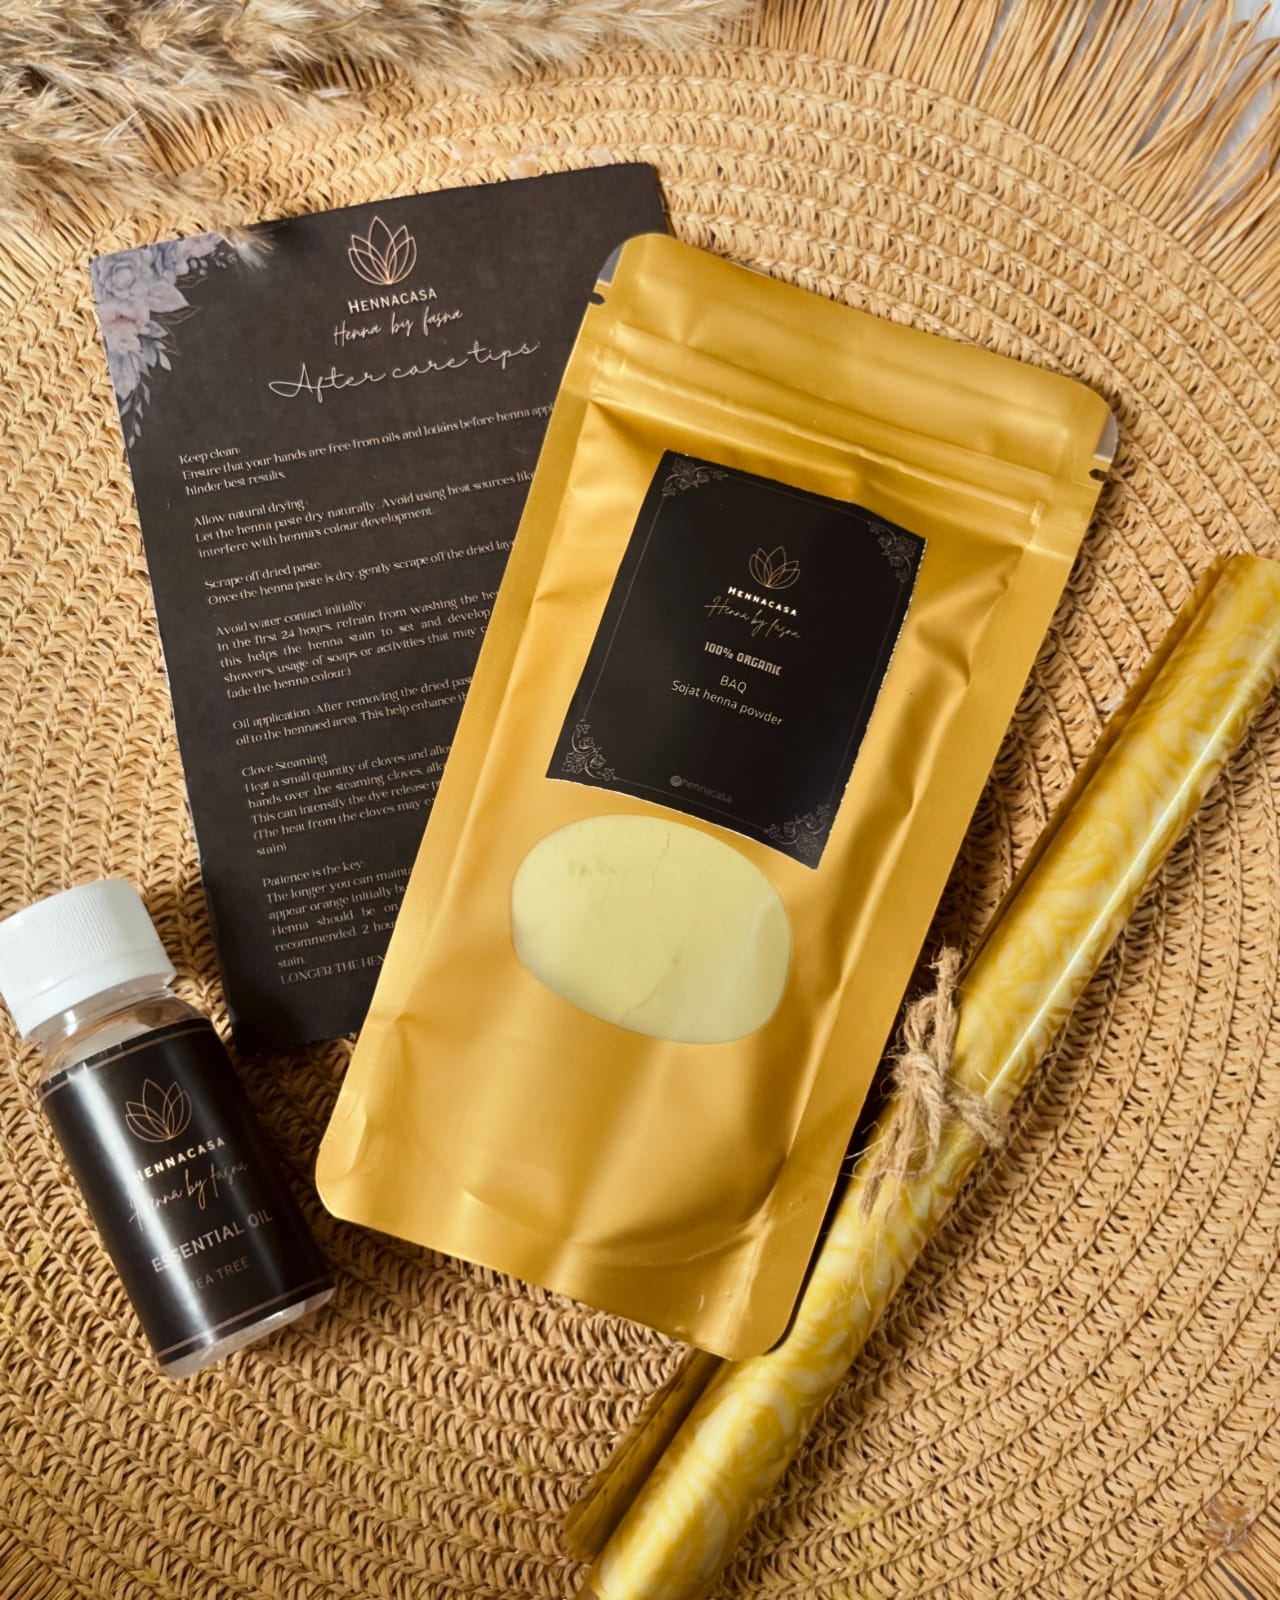 HENNACASA
Henna by fasna
After care tips
Keep clean:
Ensure that your hands are free from oils and lotions before henna
hinder best results.
Allow natural drying
Let the henna paste dry naturally. Avoid using heat sources
interfere with henna's colour development.
Scrape off dried paste:
Once the henna paste is dry, gently scrape off the dried
Avoid water contact initially:
In the first 24 hours, refrain from washing the
this helps the henna stain to set and
showers, usage of soaps or activities that may
fade the henna colour)
Oil application :After removing the dried
oil to the hennaed area. This help enhance
Clove Steaming
Heat a small quantity of cloves and
hands over the steaming cloves,
This can intensify the dye release
(The heat from the cloves may
stain)
Patience is the key:
The longer you can
appear orange initially
Henna should be on
recommended. 2
stain.
LONGER THE
HENNACASA
Henna by fasna
100% ORGANIC
BAQ
Sojat henna powder
@hennacasa
HENNACASA
Henna by fasna
ESSENTIAL OIL
TEA TREE